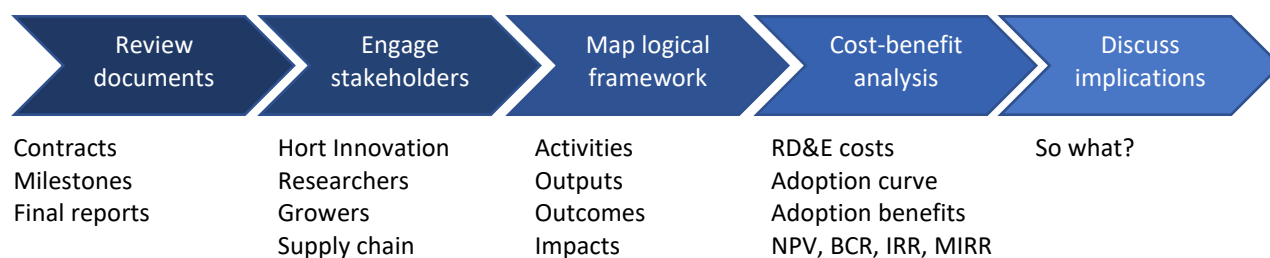 Review
documents
Engage
stakeholders
Map logical
framework
Cost-benefit
analysis
Discuss
implications
Contracts
Milestones
Final reports
Hort Innovation
Researchers
Growers
Supply chain
Activities
Outputs
Outcomes
Impacts
RD&E costs
Adoption curve
Adoption benefits
NPV, BCR, IRR, MIRR
So what?